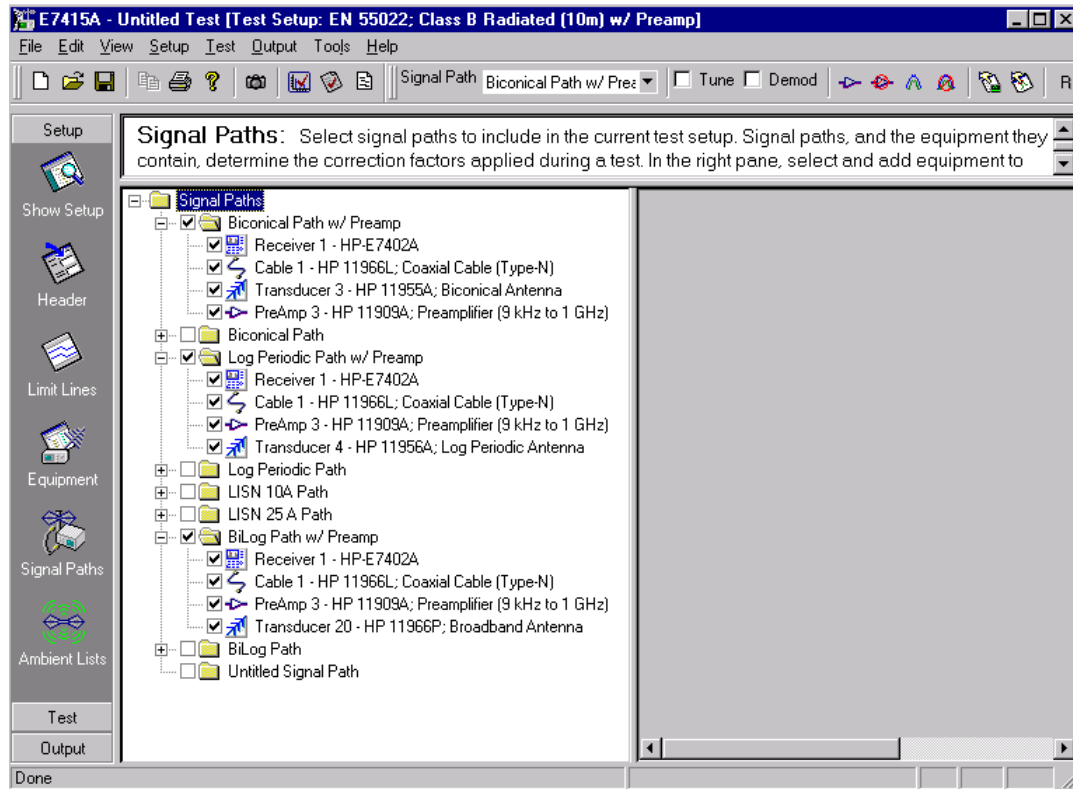 E7415A - Untitled Test [Test Setup: EN 55022; Class B Radiated (10m) w/ Preamp]
File Edit View Setup Test Output Tools Help
Signal Path Biconical Path w/ Prea Tune Demod R
Setup
Show Setup
Header
Limit Lines
Equipment
Signal Paths
Ambient Lists
Test
Output
Signal Paths: Select signal paths to include in the current test setup. Signal paths, and the equipment they
contain, determine the correction factors applied during a test. In the right pane, select and add equipment to
Signal Paths
Biconical Path w/ Preamp
Receiver 1 - HP-E7402A
Cable 1 - HP 11966L; Coaxial Cable (Type-N)
Transducer 3 - HP 11955A; Biconical Antenna
PreAmp 3 - HP 11909A; Preamplifier (9 kHz to 1 GHz)
Biconical Path
Log Periodic Path w/ Preamp
Receiver 1 - HP-E7402A
Cable 1 - HP 11966L; Coaxial Cable (Type-N)
PreAmp 3 - HP 11909A; Preamplifier (9 kHz to 1 GHz)
Transducer 4 - HP 11956A; Log Periodic Antenna
Log Periodic Path
LISN 10A Path
LISN 25 A Path
BiLog Path w/ Preamp
Receiver 1 - HP-E7402A
Cable 1 - HP 11966L; Coaxial Cable (Type-N)
PreAmp 3 - HP 11909A; Preamplifier (9 kHz to 1 GHz)
Transducer 20 - HP 11966P; Broadband Antenna
BiLog Path
Untitled Signal Path
Done